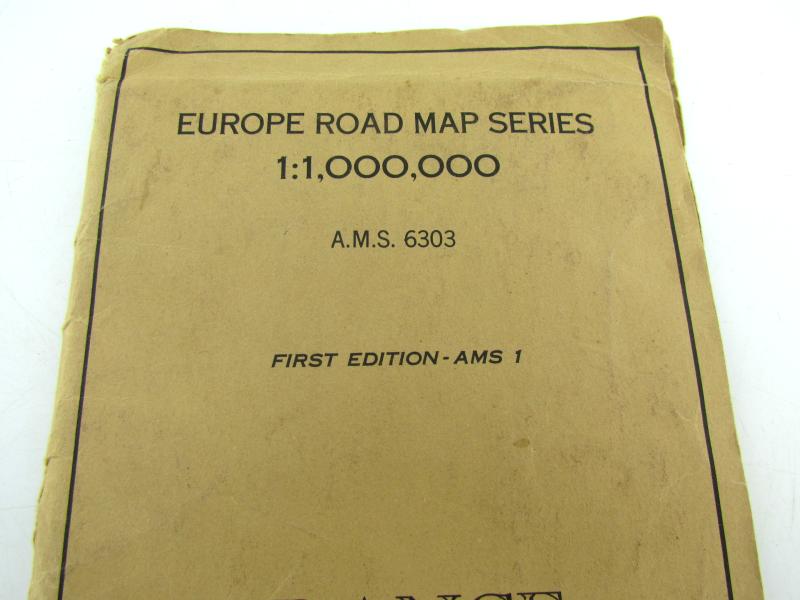 EUROPE ROAD MAP SERIES
1:1,000,000
A.M.S. 6303
FIRST EDITION - AMS 1